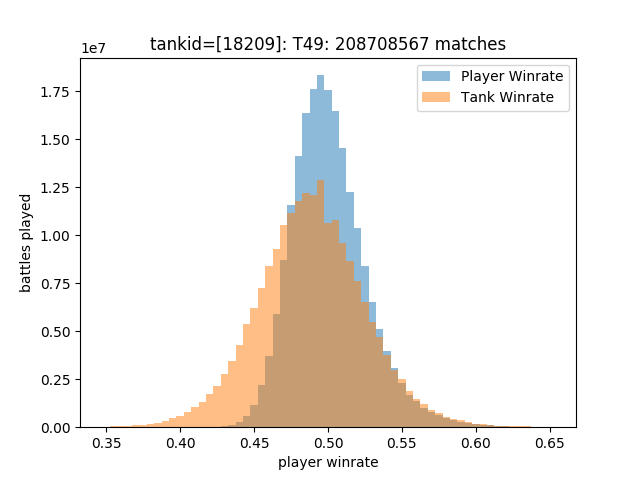 tankid=[18209]: T49: 208708567 matches
1e7
Player Winrate
Tank Winrate
1.75
1.50
1.25
1.00
0.75
0.50
0.25
0.00
battles played
0.35 0.40 0.45 0.50 0.55 0.60 0.65
player winrate